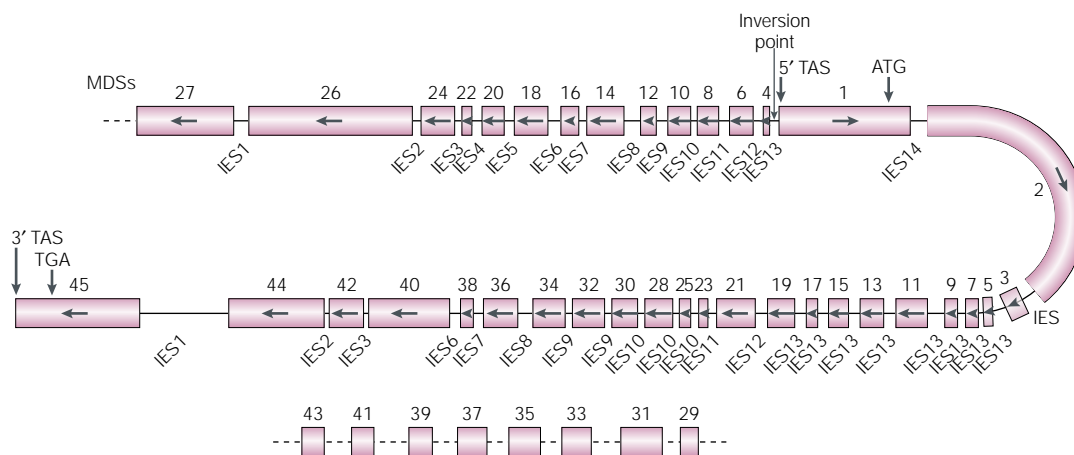 Inversion
point
MDSs
5′ TAS
ATG
27 26 24 22 20 18 16 14 12 10 8 6 4 1
IES1 IES2 IES3 IES4 IES5 IES6 IES7 IES8 IES9 IES10 IES11 IES12 IES13 IES14
2
3′ TAS
TGA
45 44 42 40 38 36 34 32 30 28 25 23 21 19 17 15 13 11 9 7 5 3
IES
IES1 IES2 IES3 IES6 IES7 IES8 IES9 IES9 IES10 IES10 IES10 IES11 IES12 IES13 IES13 IES13 IES13 IES13 IES13 IES13 IES13
43 41 39 37 35 33 31 29